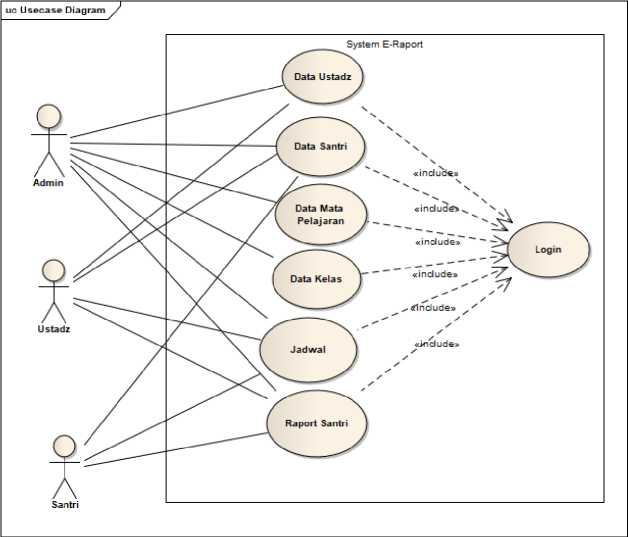 uc Usecase Diagram
System E-Raport
Data Ustadz
Data Santri
«include»
Admin
Data Mata
Pelajaran
«include»
«include»
Login
Data Kelas
«include»
Ustadz
«include»
Jadwal
«include»
Raport Santri
Santri